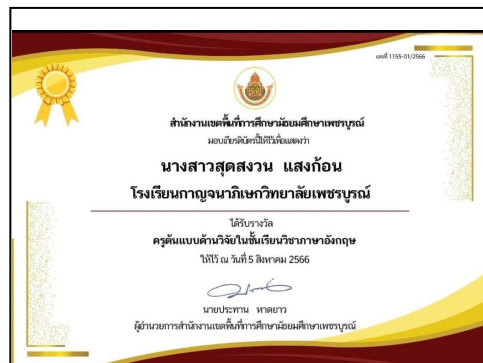 เลขที่ 1155-01/2566
สำนักงานเขตพื้นที่การศึกษามัธยมศึกษาเพชรบูรณ์
มอบเกียรติบัตรนี้ให้ไว้เพื่อแสดงว่า
นางสาวสุดสงวน แสงก้อน
โรงเรียนกาญจนาภิเษกวิทยาลัยเพชรบูรณ์
ได้รับรางวัล
ครูต้นแบบด้านวิจัยในชั้นเรียนวิชาภาษาอังกฤษ
ให้ไว้ ณ วันที่ 5 สิงหาคม 2566
นายประทาน หาดยาว
ผู้อำนวยการสำนักงานเขตพื้นที่การศึกษามัธยมศึกษาเพชรบูรณ์